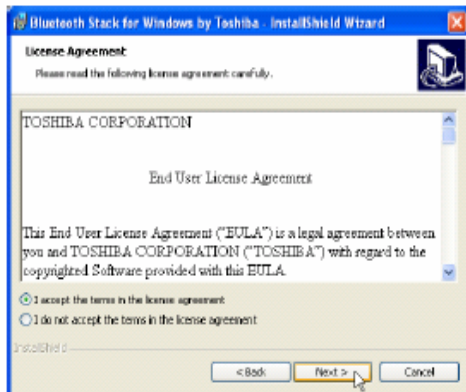 Bluetooth Stack for Windows by Toshiba - InstallShield Wizard
License Agreement
Please read the following license agreement carefully.
TOSHIBA CORPORATION
End User License Agreement
This End User License Agreement ("EULA") is a legal agreement between
you and TOSHIBA CORPORATION ("TOSHIBA") with regard to the
copyrighted Software provided with this EULA.
I accept the terms in the license agreement
I do not accept the terms in the license agreement
InstallShield
< Back
Next >
Cancel